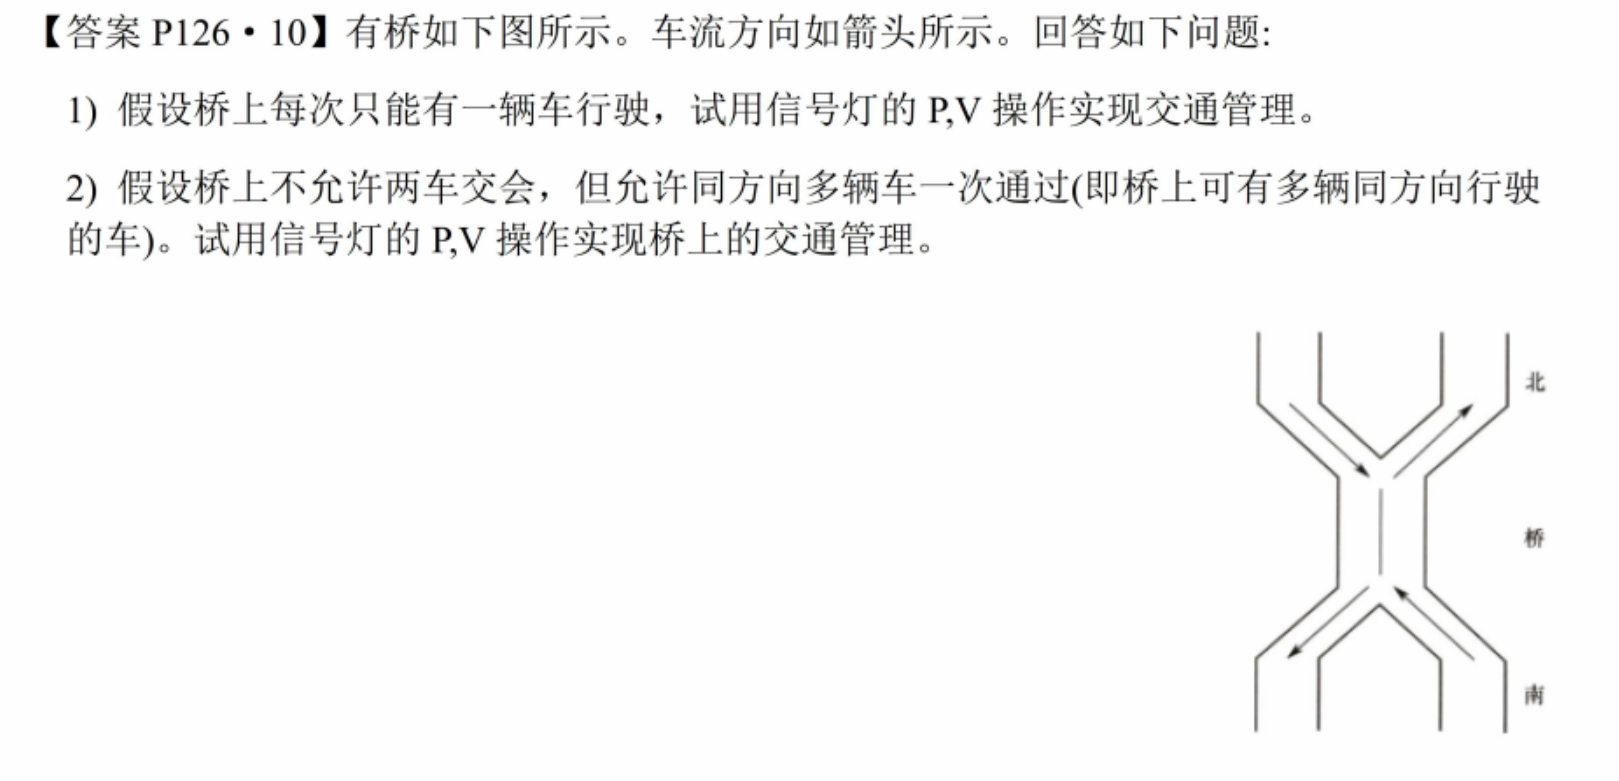 【答案 P126·10】有桥如下图所示。车流方向如箭头所示。回答如下问题:
1) 假设桥上每次只能有一辆车行驶，试用信号灯的 P,V 操作实现交通管理。
2) 假设桥上不允许两车交会，但允许同方向多辆车一次通过(即桥上可有多辆同方向行驶
的车)。试用信号灯的 P,V 操作实现桥上的交通管理。
北
桥
南